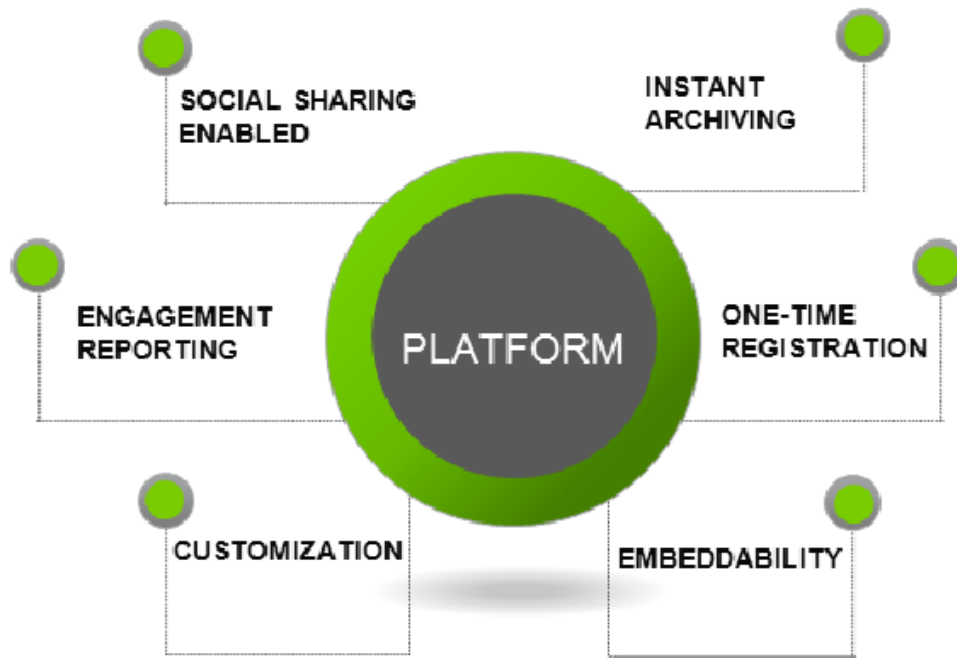 SOCIAL SHARING
ENABLED
INSTANT
ARCHIVING
ENGAGEMENT
REPORTING
PLATFORM
ONE-TIME
REGISTRATION
CUSTOMIZATION
EMBEDDABILITY